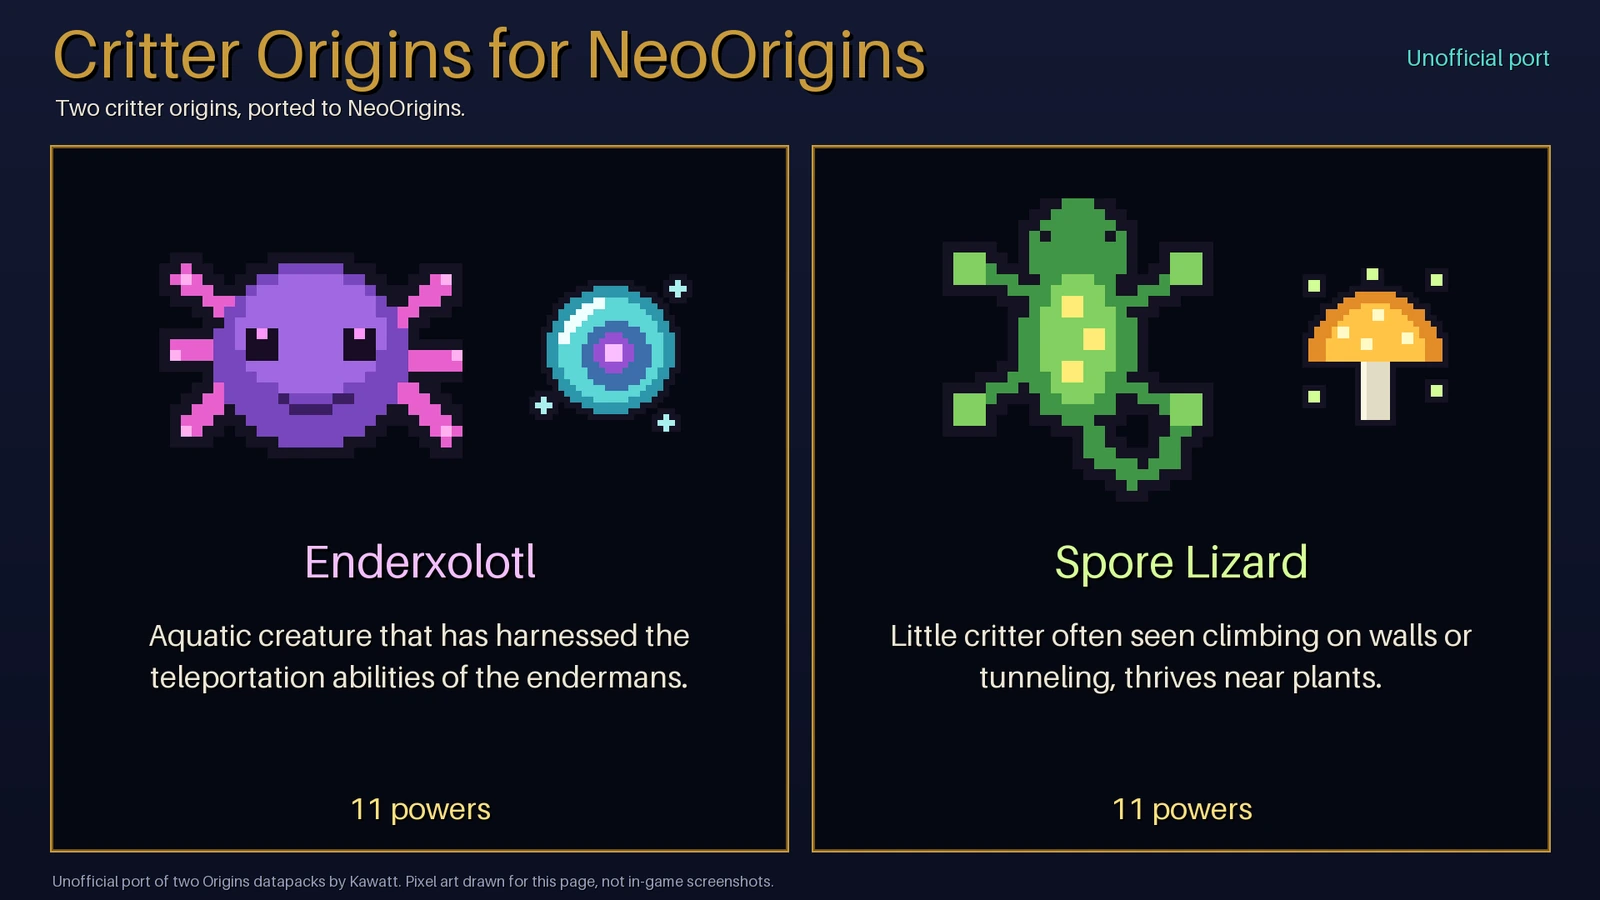 Critter Origins for NeoOrigins
Unofficial port
Two critter origins, ported to NeoOrigins.
Enderxolotl
Aquatic creature that has harnessed the
teleportation abilities of the endermans.
11 powers
Spore Lizard
Little critter often seen climbing on walls or
tunneling, thrives near plants.
11 powers
Unofficial port of two Origins datapacks by Kawatt. Pixel art drawn for this page, not in-game screenshots.